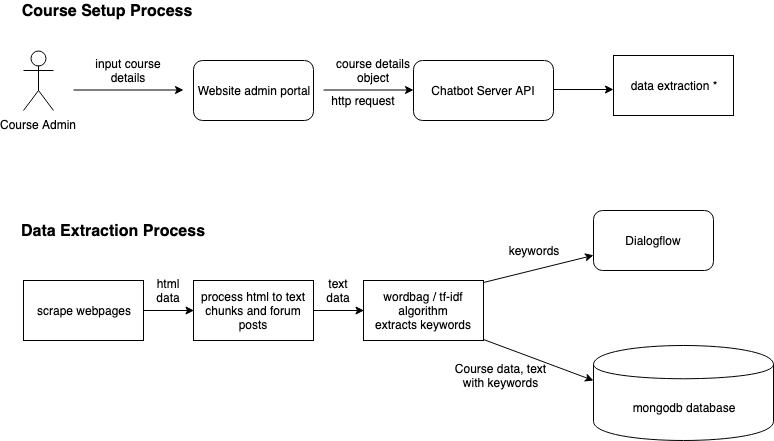 Course Setup Process
input course
details
Website admin portal
course details
object
http request
Chatbot Server API
data extraction *
Course Admin
Data Extraction Process
scrape webpages
html
data
process html to text
chunks and forum
posts
text
data
wordbag / tf-idf
algorithm
extracts keywords
keywords
Dialogflow
Course data, text
with keywords
mongodb database